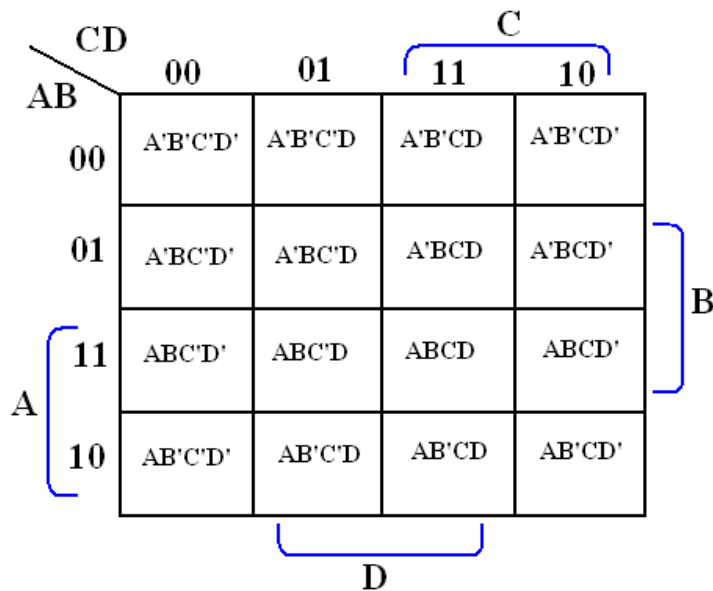 CD
C
AB
00 01 11 10
00 A'B'C'D' A'B'C'D A'B'CD A'B'CD'
01 A'BC'D' A'BC'D A'BCD A'BCD'
B
11 ABC'D' ABC'D ABCD ABCD'
A
10 AB'C'D' AB'C'D AB'CD AB'CD'
D